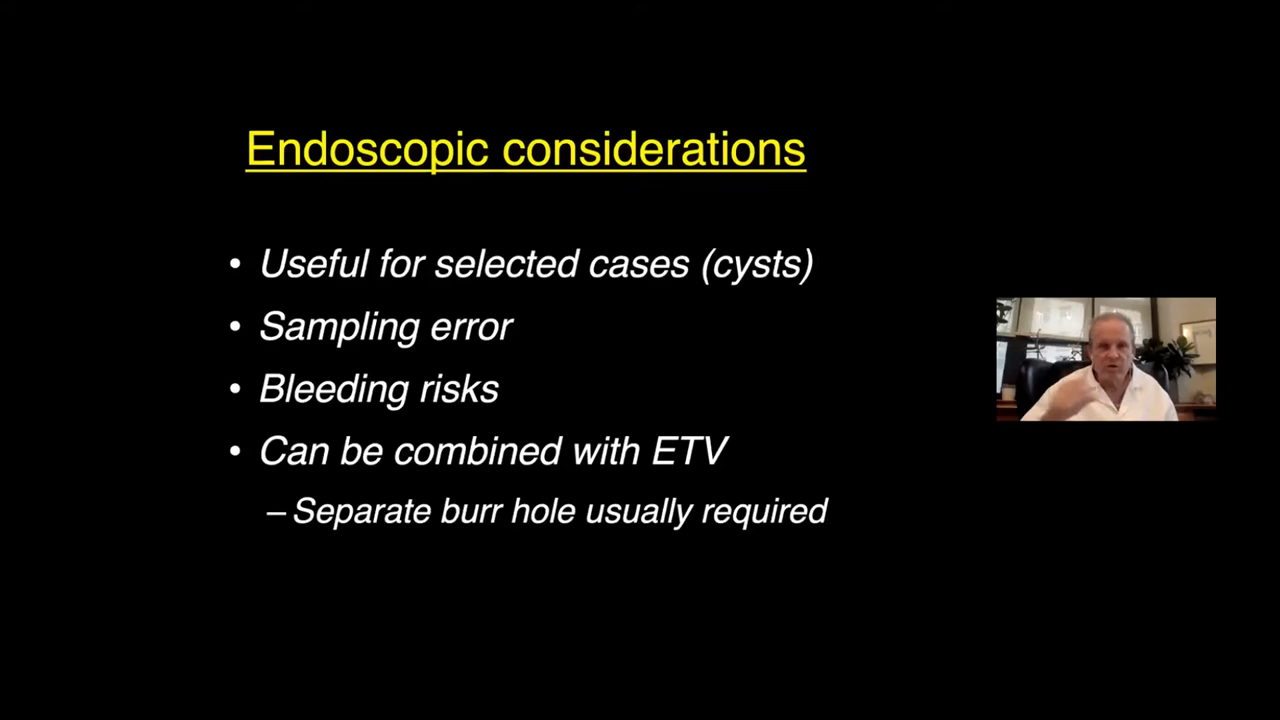 Endoscopic considerations
• Useful for selected cases (cysts)
• Sampling error
• Bleeding risks
• Can be combined with ETV
– Separate burr hole usually required